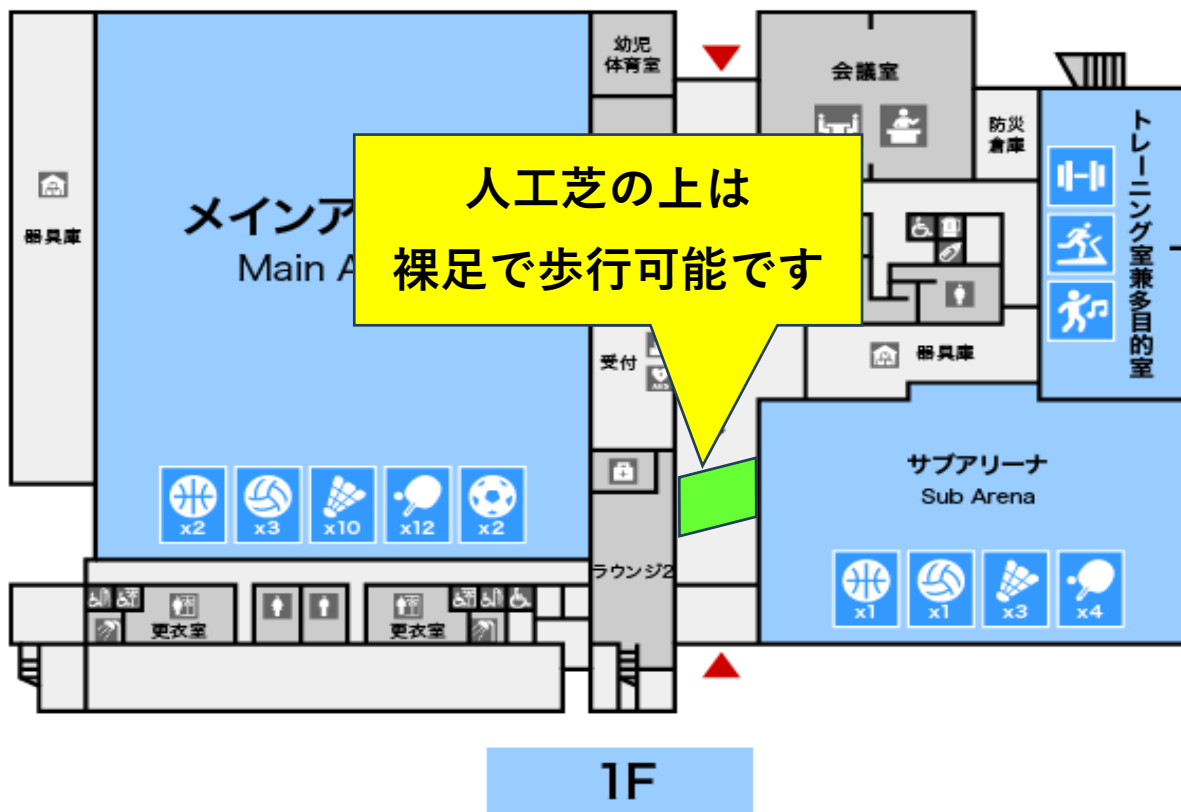 幼児
体育室
会議室
防災
倉庫
トレーニング室兼多目的室
人工芝の上は
裸足で歩行可能です
器具庫
メインア
Main A
受付
器具庫
サブアリーナ
Sub Arena
x2
x3
x10
x12
x2
ラウンジ2
x1
x1
x3
x4
更衣室
更衣室
1F